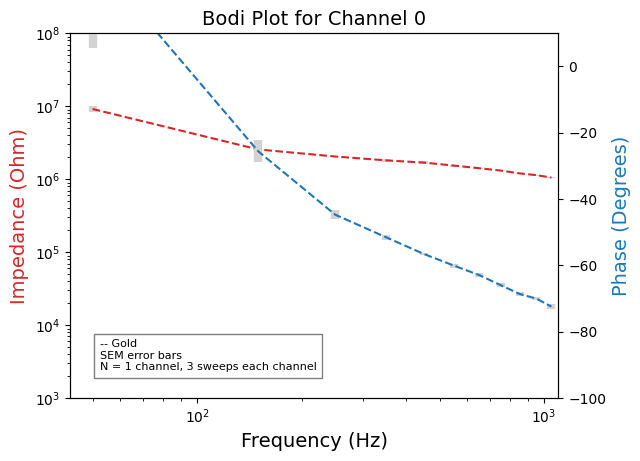 Bodi Plot for Channel 0
Impedance (Ohm)
10^8
10^7
10^6
10^5
10^4
10^3
-- Gold
SEM error bars
N = 1 channel, 3 sweeps each channel
0
−20
−40
−60
−80
−100
Phase (Degrees)
10^2
10^3
Frequency (Hz)